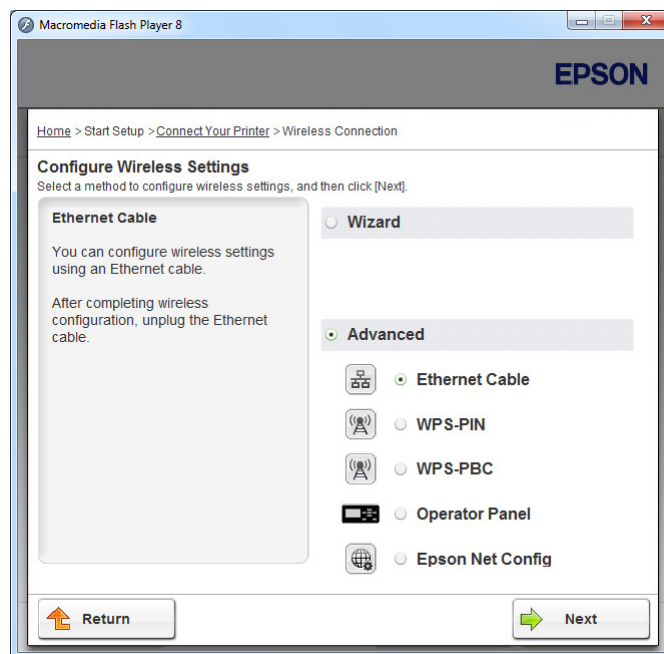 Macromedia Flash Player 8
EPSON
Home > Start Setup > Connect Your Printer > Wireless Connection
Configure Wireless Settings
Select a method to configure wireless settings, and then click [Next].
Ethernet Cable
You can configure wireless settings
using an Ethernet cable.
After completing wireless
configuration, unplug the Ethernet
cable.
Wizard
Advanced
Ethernet Cable
WPS-PIN
WPS-PBC
Operator Panel
Epson Net Config
Return
Next